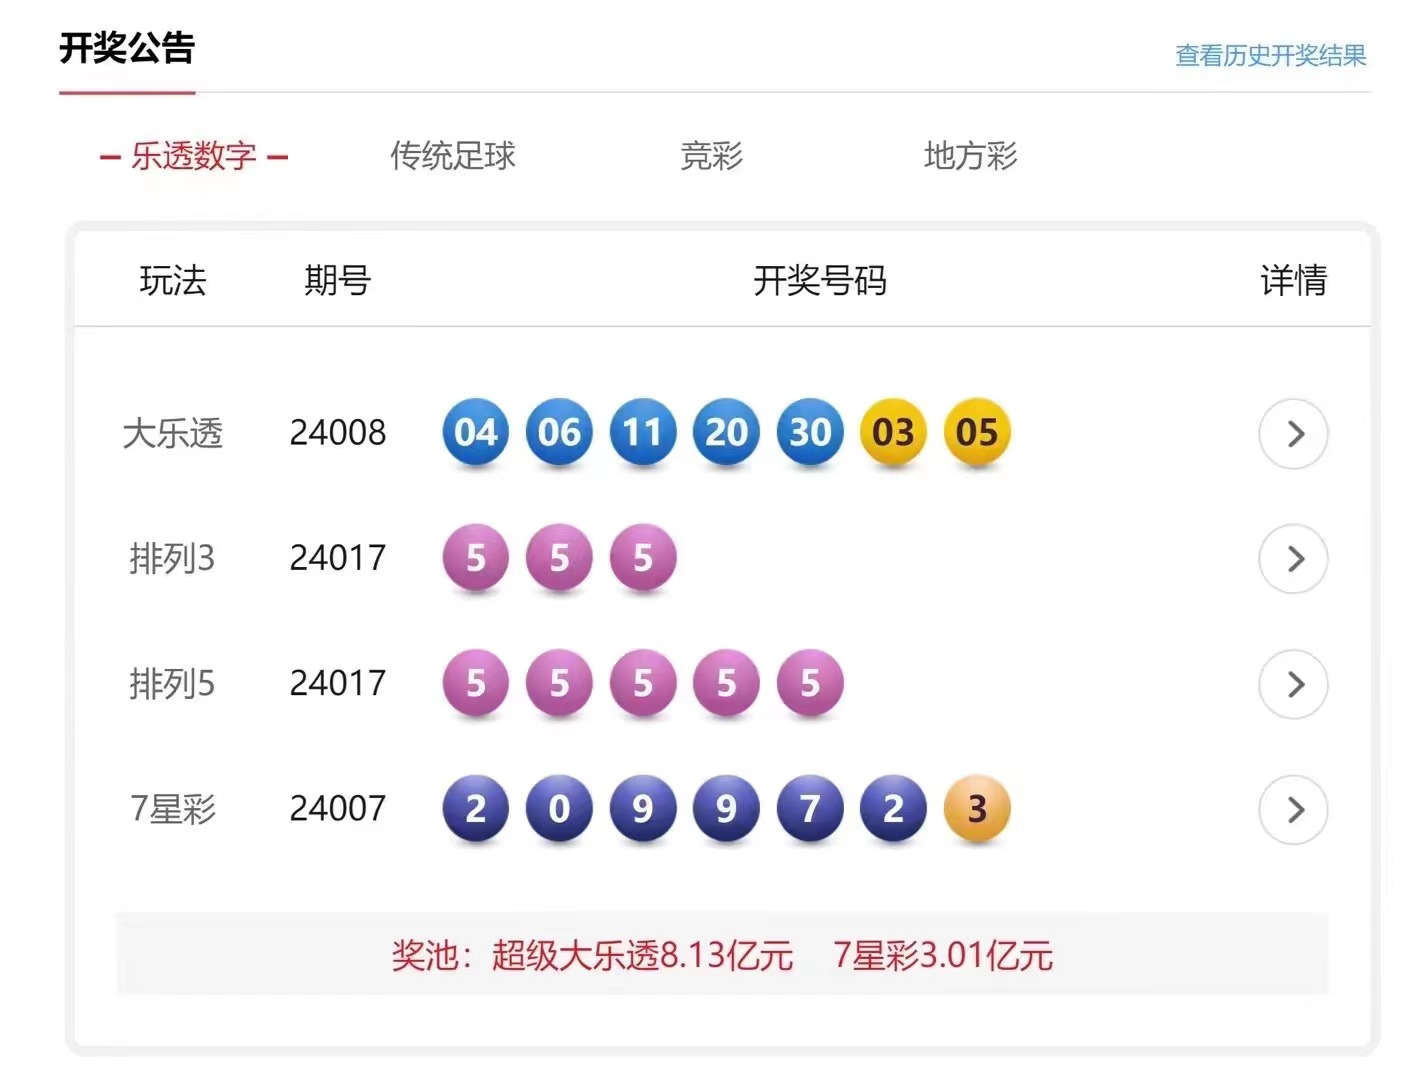 开奖公告
查看历史开奖结果
乐透数字 传统足球 竞彩 地方彩
玩法 期号 开奖号码 详情
大乐透 24008 04 06 11 20 30 03 05
排列3 24017 5 5 5
排列5 24017 5 5 5 5 5
7星彩 24007 2 0 9 9 7 2 3
奖池：超级大乐透8.13亿元 7星彩3.01亿元